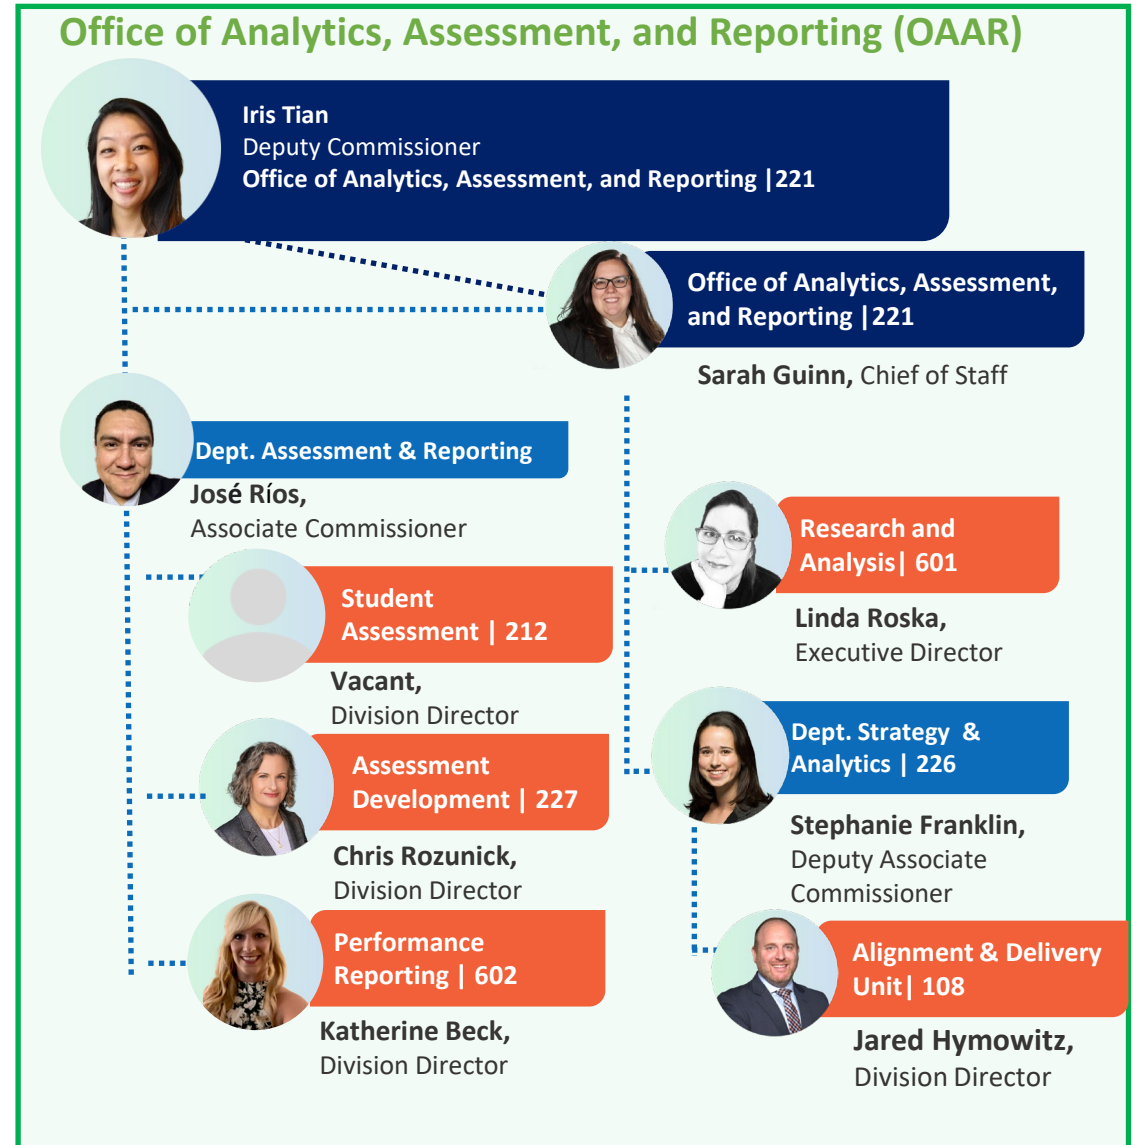 Office of Analytics, Assessment, and Reporting (OAAR)
Iris Tian
Deputy Commissioner
Office of Analytics, Assessment, and Reporting |221
Office of Analytics, Assessment,
and Reporting |221
Sarah Guinn, Chief of Staff
Dept. Assessment & Reporting
José Ríos,
Associate Commissioner
Student
Assessment | 212
Vacant,
Division Director
Assessment
Development | 227
Chris Rozunick,
Division Director
Performance
Reporting | 602
Katherine Beck,
Division Director
Research and
Analysis| 601
Linda Roska,
Executive Director
Dept. Strategy &
Analytics | 226
Stephanie Franklin,
Deputy Associate
Commissioner
Alignment & Delivery
Unit| 108
Jared Hymowitz,
Division Director